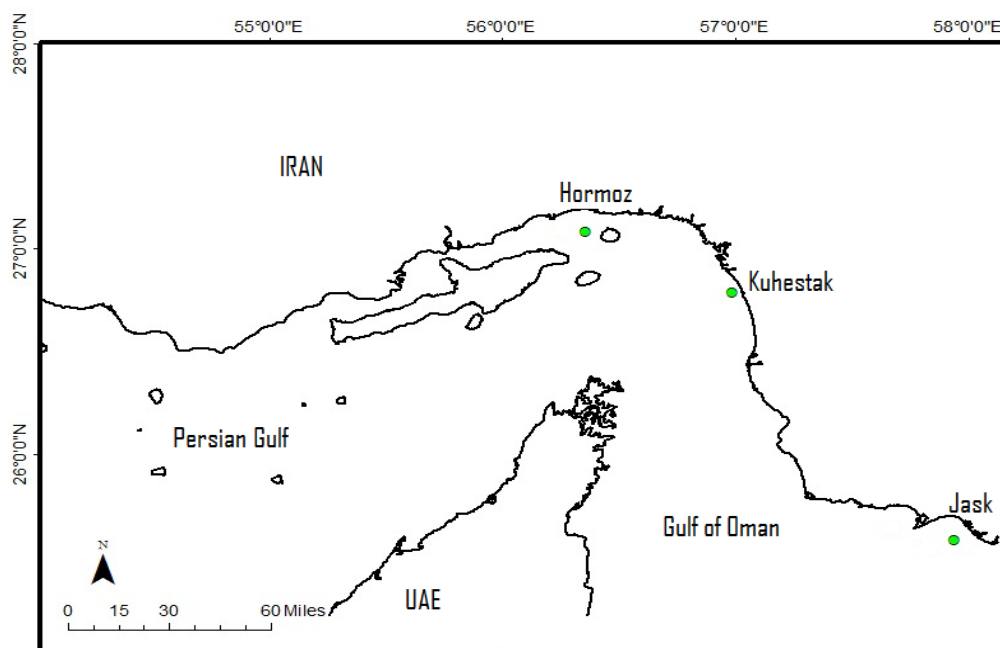 55°0'0"E 56°0'0"E 57°0'0"E 58°0'0"E
28°0'0"N
IRAN
Hormoz
27°0'0"N
Kuhestak
Persian Gulf
26°0'0"N
Jask
Gulf of Oman
N
UAE
0 15 30 60 Miles